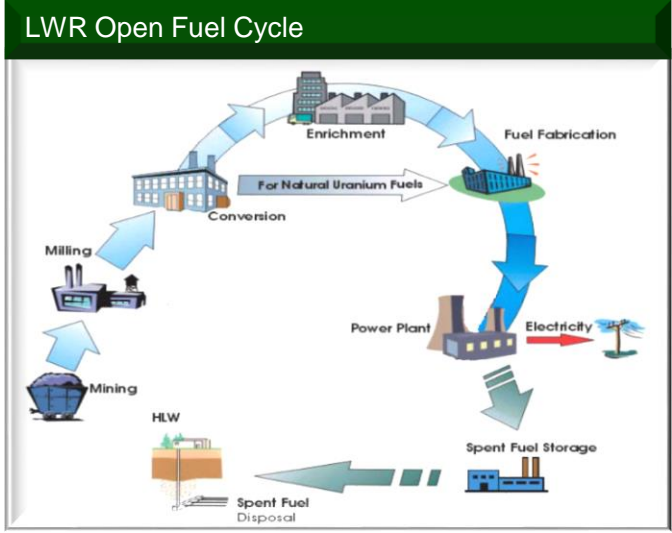 LWR Open Fuel Cycle
Enrichment
Fuel Fabrication
For Natural Uranium Fuels
Conversion
Milling
Power Plant
Electricity
Mining
HLW
Spent Fuel Storage
Spent Fuel
Disposal